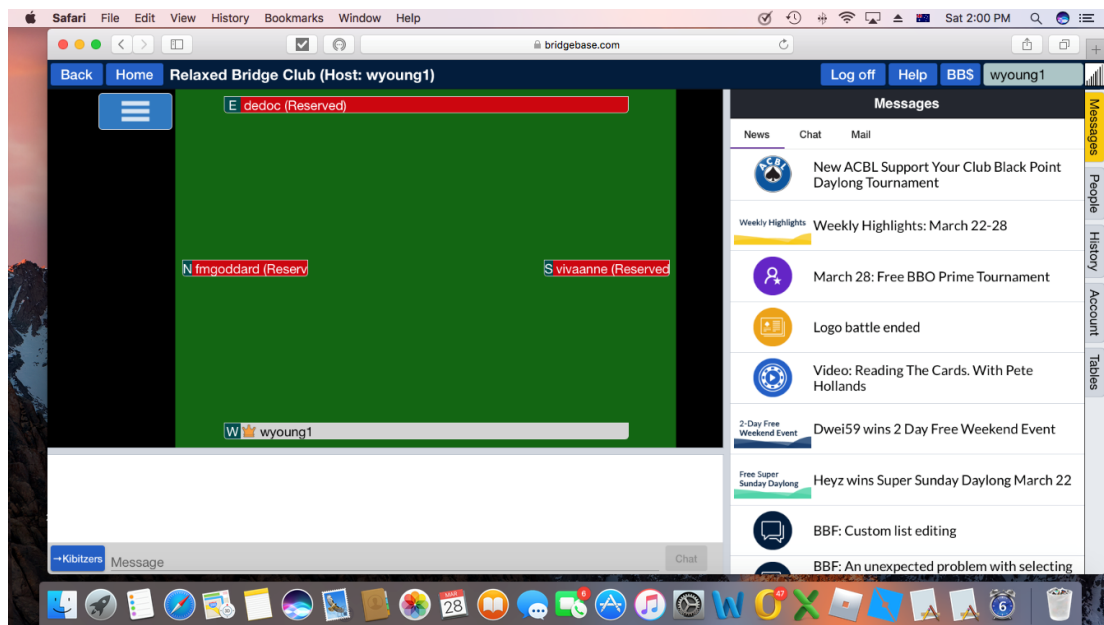 Safari File Edit View History Bookmarks Window Help Sat 2:00 PM
bridgebase.com
Back Home Relaxed Bridge Club (Host: wyoung1) Log off Help BB$ wyoung1
E dedoc (Reserved)
N fmgoddard (Reserv
S vivaanne (Reserved
W wyoung1
→Kibitzers Message Chat
Messages
News Chat Mail
ACBL
New ACBL Support Your Club Black Point
Daylong Tournament
Weekly Highlights
Weekly Highlights: March 22-28
March 28: Free BBO Prime Tournament
Logo battle ended
Video: Reading The Cards. With Pete
Hollands
2-Day Free
Weekend Event
Dwei59 wins 2 Day Free Weekend Event
Free Super
Sunday Daylong
Heyz wins Super Sunday Daylong March 22
BBF: Custom list editing
BBF: An unexpected problem with selecting
Messages
People
History
Account
Tables
MAR
28
6
47
6